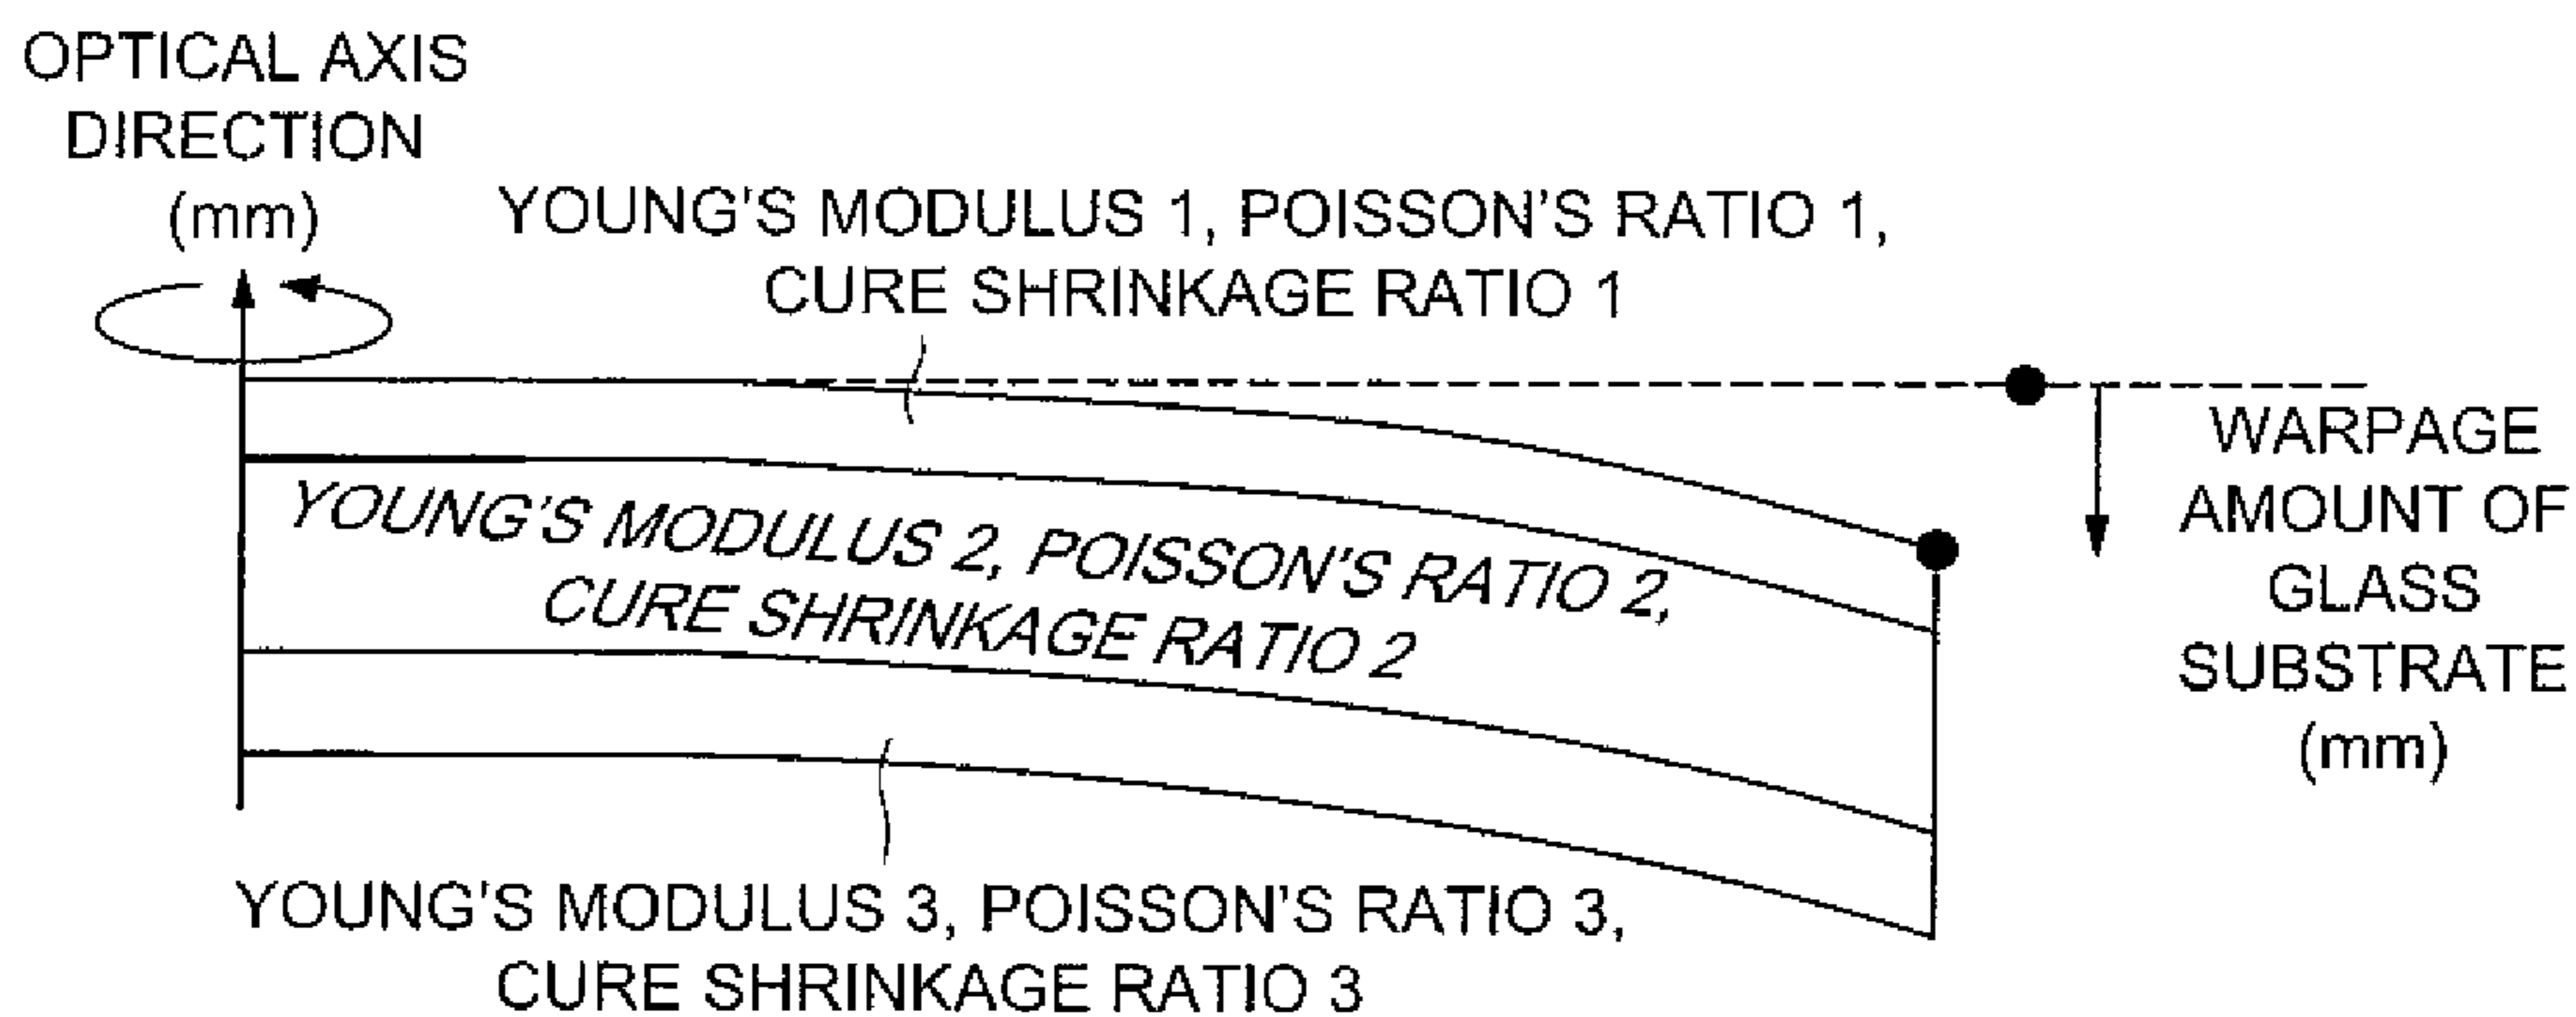 OPTICAL AXIS
DIRECTION
(mm)
YOUNG'S MODULUS 1, POISSON'S RATIO 1,
CURE SHRINKAGE RATIO 1
YOUNG'S MODULUS 2, POISSON'S RATIO 2,
CURE SHRINKAGE RATIO 2
YOUNG'S MODULUS 3, POISSON'S RATIO 3,
CURE SHRINKAGE RATIO 3
WARPAGE
AMOUNT OF
GLASS
SUBSTRATE
(mm)